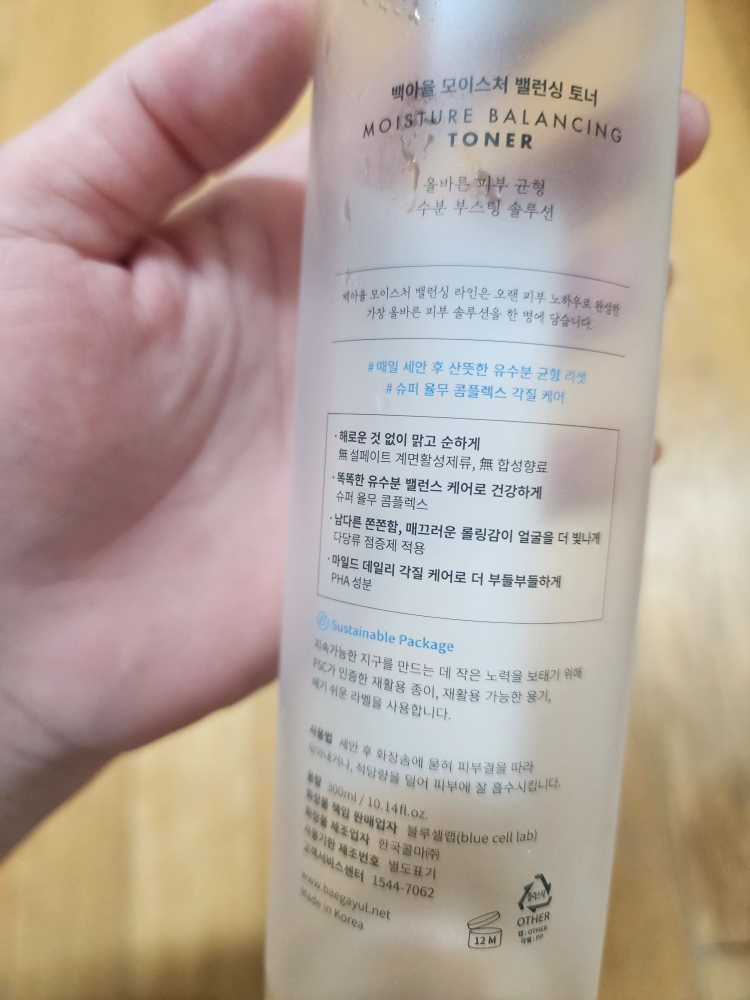 백아율 모이스처 밸런싱 토너
MOISTURE BALANCING
TONER
올바른 피부 균형
수분 부스팅 솔루션
백아율 모이스처 밸런싱 라인은 오랜 피부 노하우로 완성한
가장 올바른 피부 솔루션을 한 병에 담습니다.
# 매일 세안 후 산뜻한 유수분 균형 리셋
# 슈퍼 율무 콤플렉스 각질 케어
· 해로운 것 없이 맑고 순하게
無 설페이트 계면활성제류, 無 합성향료
· 똑똑한 유수분 밸런스 케어로 건강하게
슈퍼 율무 콤플렉스
· 남다른 쫀쫀함, 매끄러운 롤링감이 얼굴을 더 빛나게
다당류 점증제 적용
· 마일드 데일리 각질 케어로 더 부들부들하게
PHA 성분
Sustainable Package
지속가능한 지구를 만드는 데 작은 노력을 보태기 위해
FSC가 인증한 재활용 종이, 재활용 가능한 용기,
떼기 쉬운 라벨을 사용합니다.
사용법 세안 후 화장솜에 묻혀 피부결을 따라
닦아내거나, 적당량을 덜어 피부에 잘 흡수시킵니다.
용량 300ml / 10.14fl.oz.
화장품 책임 판매업자 블루셀랩(blue cell lab)
화장품 제조업자 한국콜마㈜
사용기한 제조번호 별도표기
고객서비스센터 1544-7062
www.baegayul.net
Made in Korea
12 M
플라스틱
OTHER
캡 : OTHER
라벨 : PP